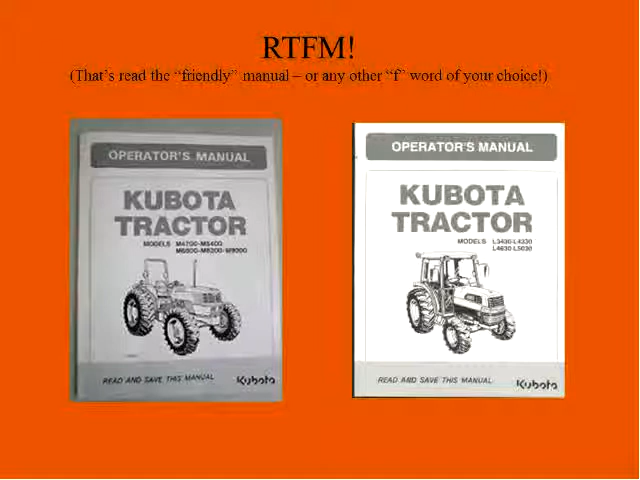 RTFM!
(That's read the "friendly" manual – or any other "f" word of your choice!)
OPERATOR'S MANUAL
KUBOTA
TRACTOR
MODELS M4700·M5400
M6800·M8200·M9000
READ AND SAVE THIS MANUAL
Kubota
OPERATOR'S MANUAL
KUBOTA
TRACTOR
MODELS L3430·L4330
L4630·L5030
READ AND SAVE THIS MANUAL
Kubota